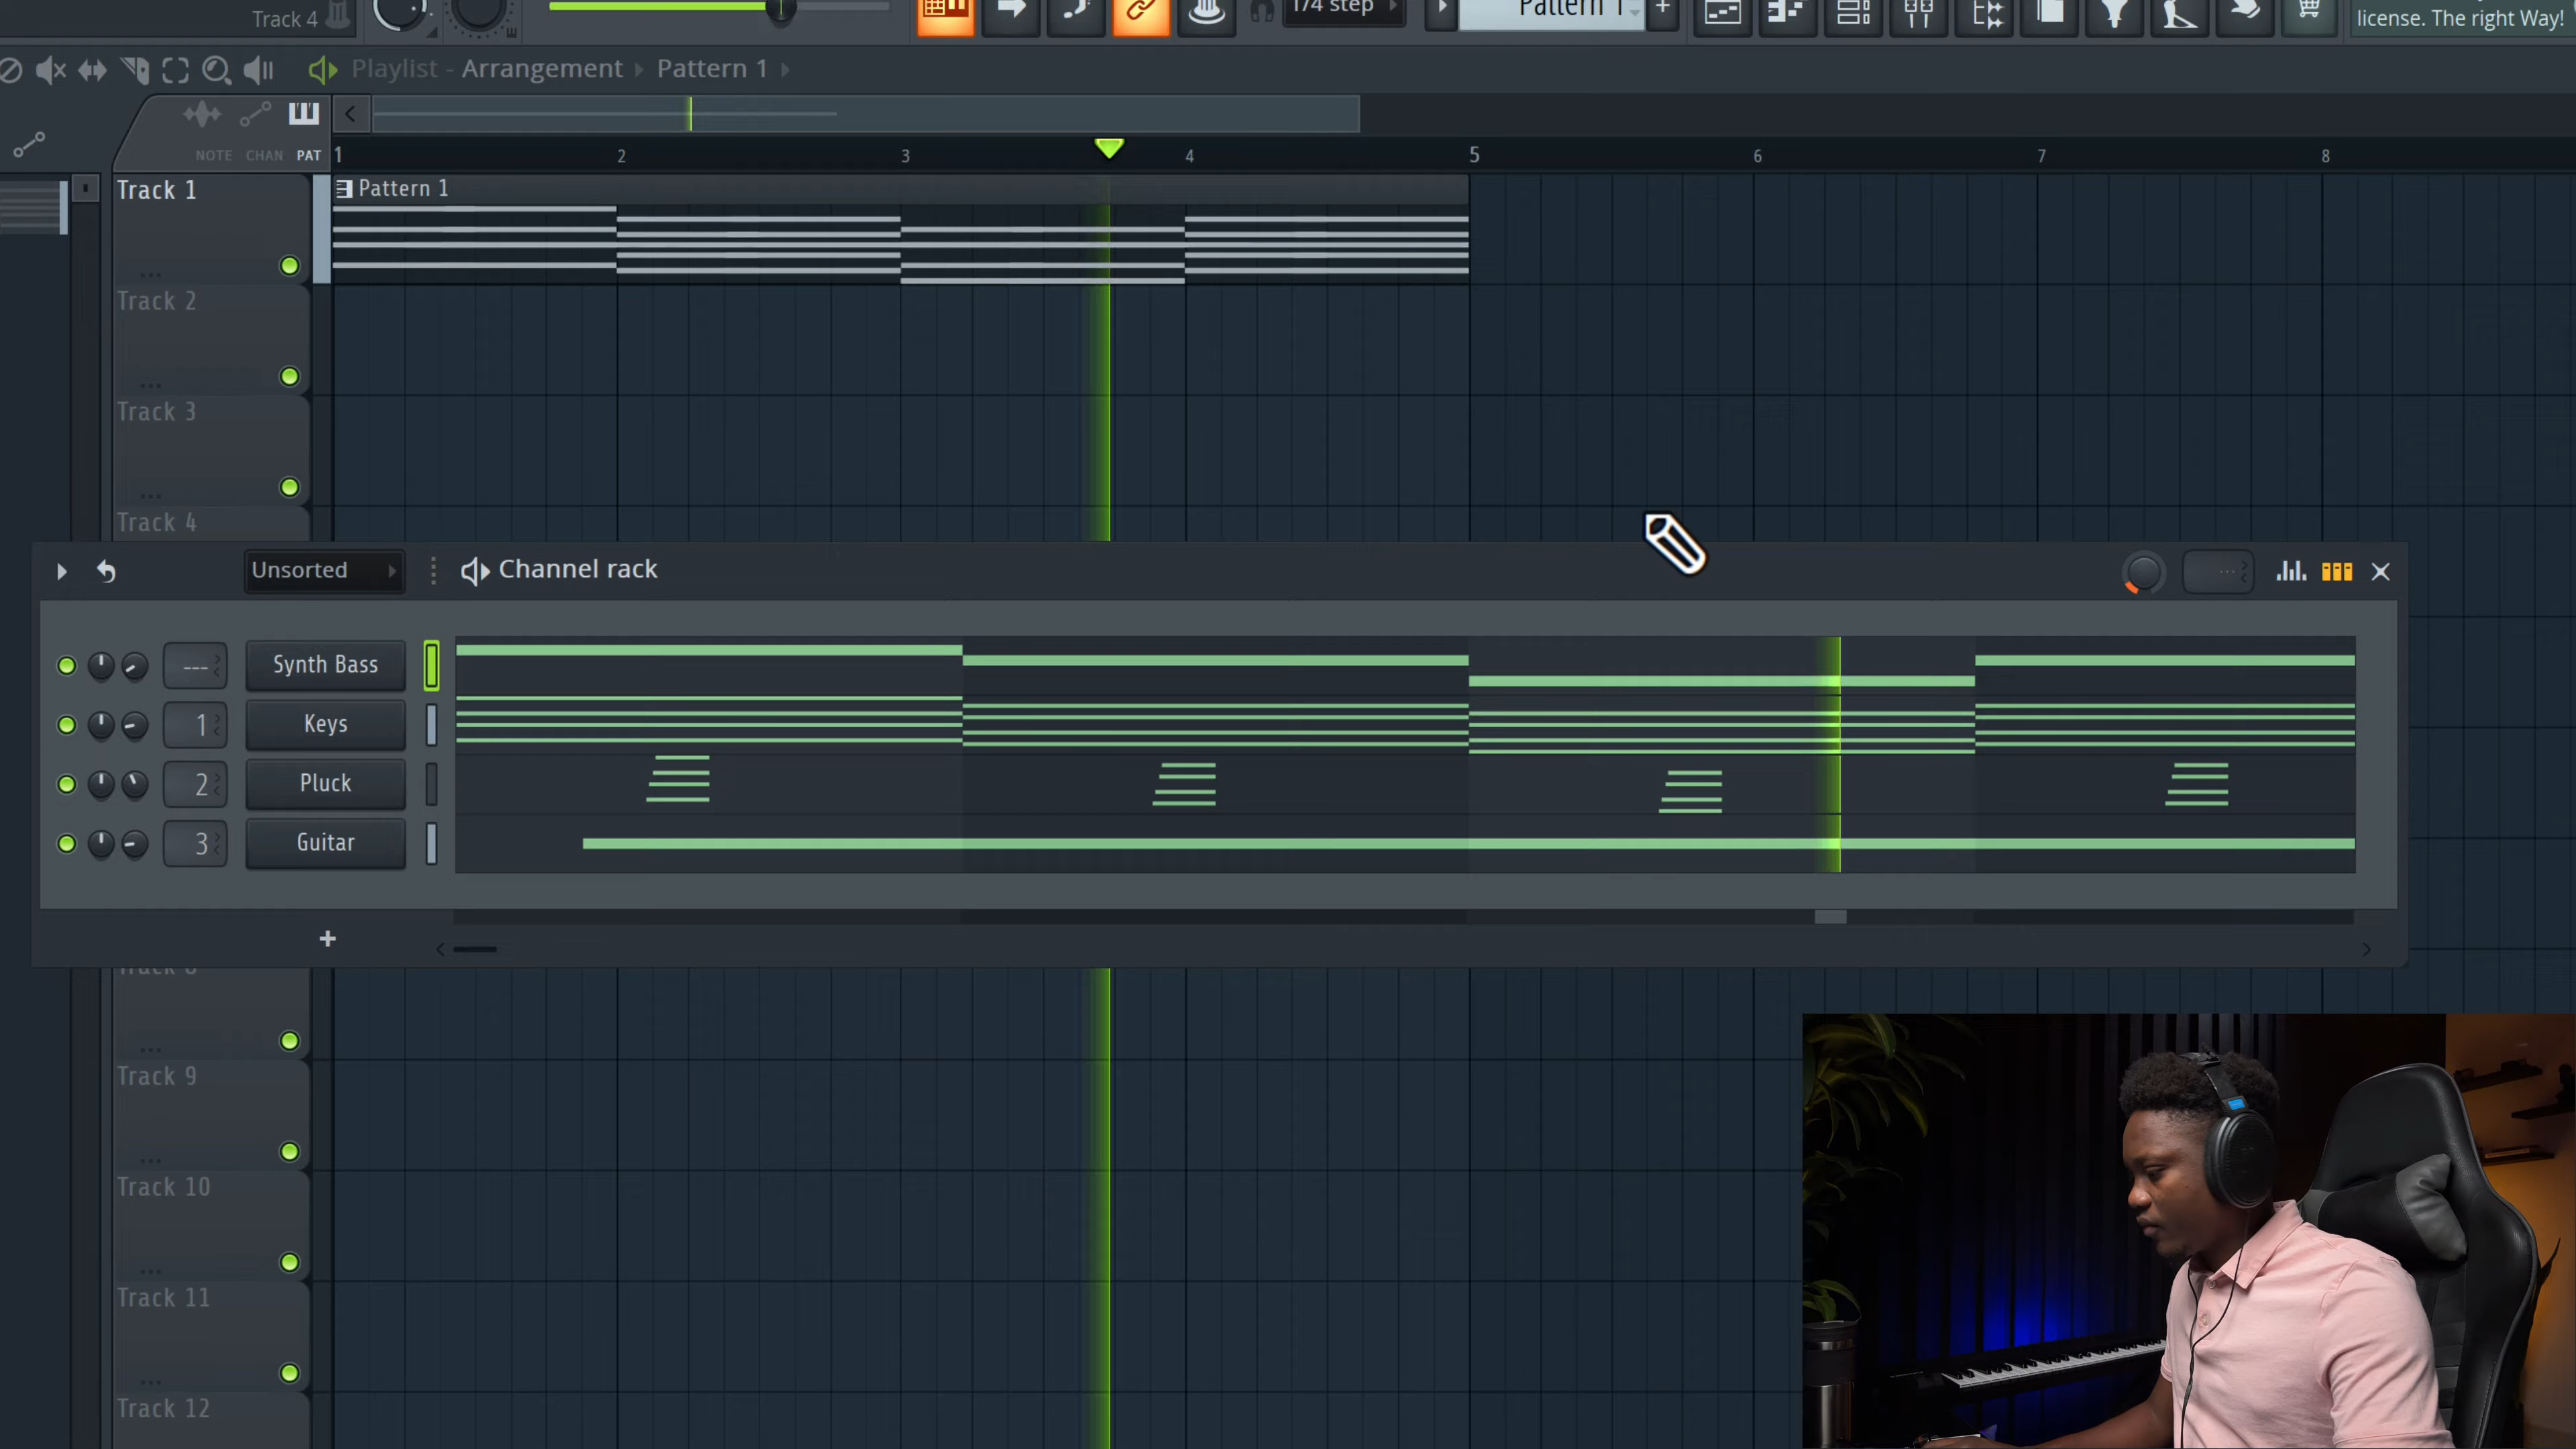 Track 4
1/4 step
Pattern 1
+
license. The right Way!
Playlist - Arrangement Pattern 1
NOTE CHAN PAT
1 2 3 4 5 6 7 8
Track 1
Pattern 1
Track 2
Track 3
Track 4
Unsorted
Channel rack
---
Synth Bass
1 Keys
2 Pluck
3 Guitar
+
Track 8
Track 9
Track 10
Track 11
Track 12